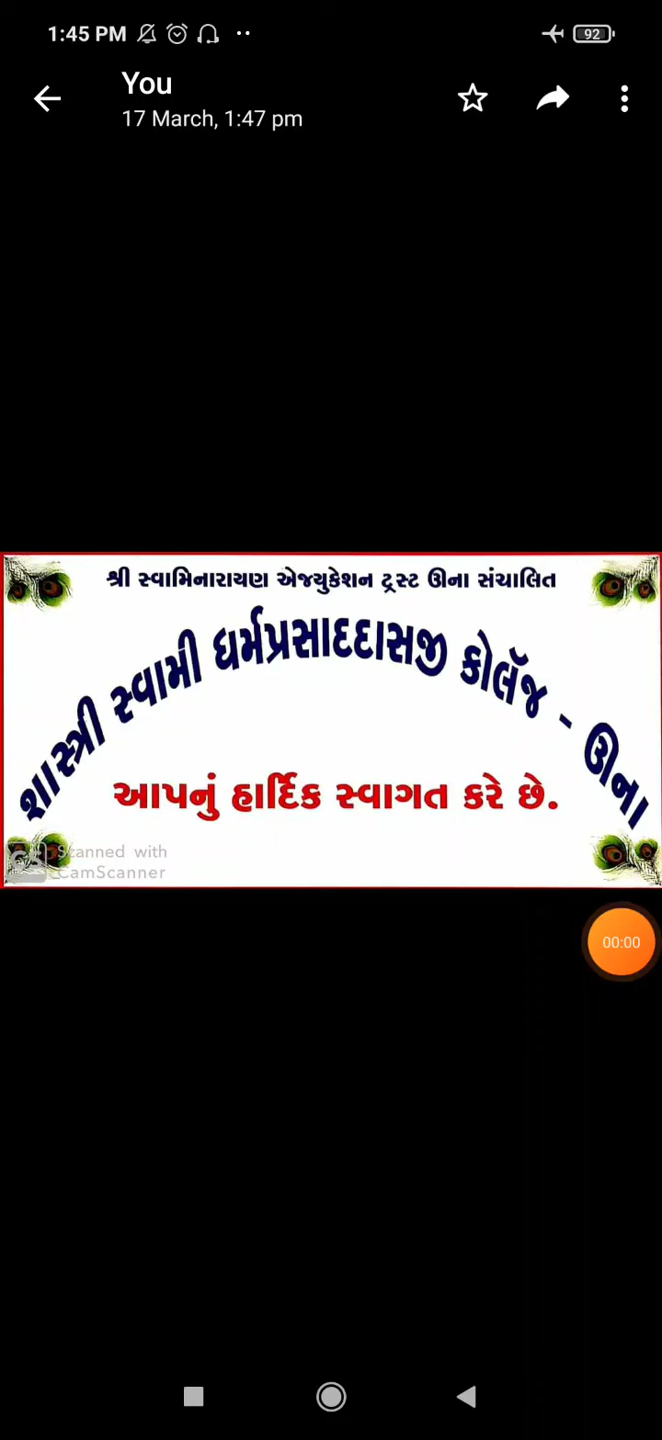 1:45 PM
92
You
17 March, 1:47 pm
શ્રી સ્વામિનારાયણ એજ્યુકેશન ટ્રસ્ટ ઊના સંચાલિત
શાસ્ત્રી સ્વામી ધર્મપ્રસાદદાસજી કોલૅજ - ઊના
આપનું હાર્દિક સ્વાગત કરે છે.
CS
Scanned with
CamScanner
00:00